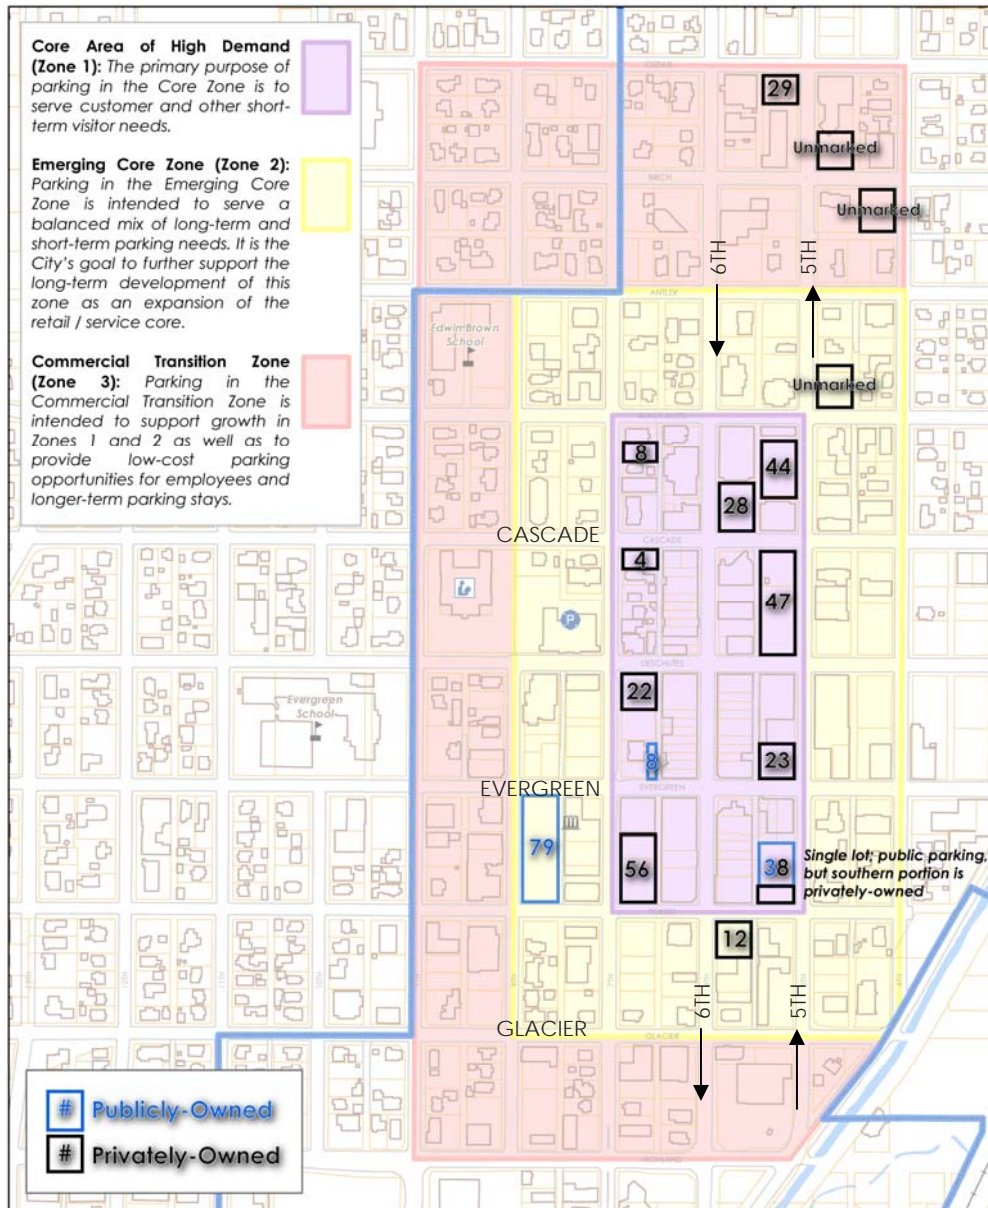 Core Area of High Demand
(Zone 1): The primary purpose of
parking in the Core Zone is to
serve customer and other short-
term visitor needs.
Emerging Core Zone (Zone 2):
Parking in the Emerging Core
Zone is intended to serve a
balanced mix of long-term and
short-term parking needs. It is the
City's goal to further support the
long-term development of this
zone as an expansion of the
retail / service core.
Commercial Transition Zone
(Zone 3): Parking in the
Commercial Transition Zone is
intended to support growth in
Zones 1 and 2 as well as to
provide low-cost parking
opportunities for employees and
longer-term parking stays.
29
Unmarked
BRICH
Unmarked
6TH
5TH
ANTLER
Edwin Brown
School
Unmarked
8
44
28
CASCADE
CASCADE
4
47
P
DESCHUTES
22
Evergreen
School
8
23
EVERGREEN
EVERGREEN
79
56
38
Single lot; public parking,
but southern portion is
privately-owned
12
6TH
5TH
GLACIER
GLACIER
# Publicly-Owned
# Privately-Owned
HIGHLAND